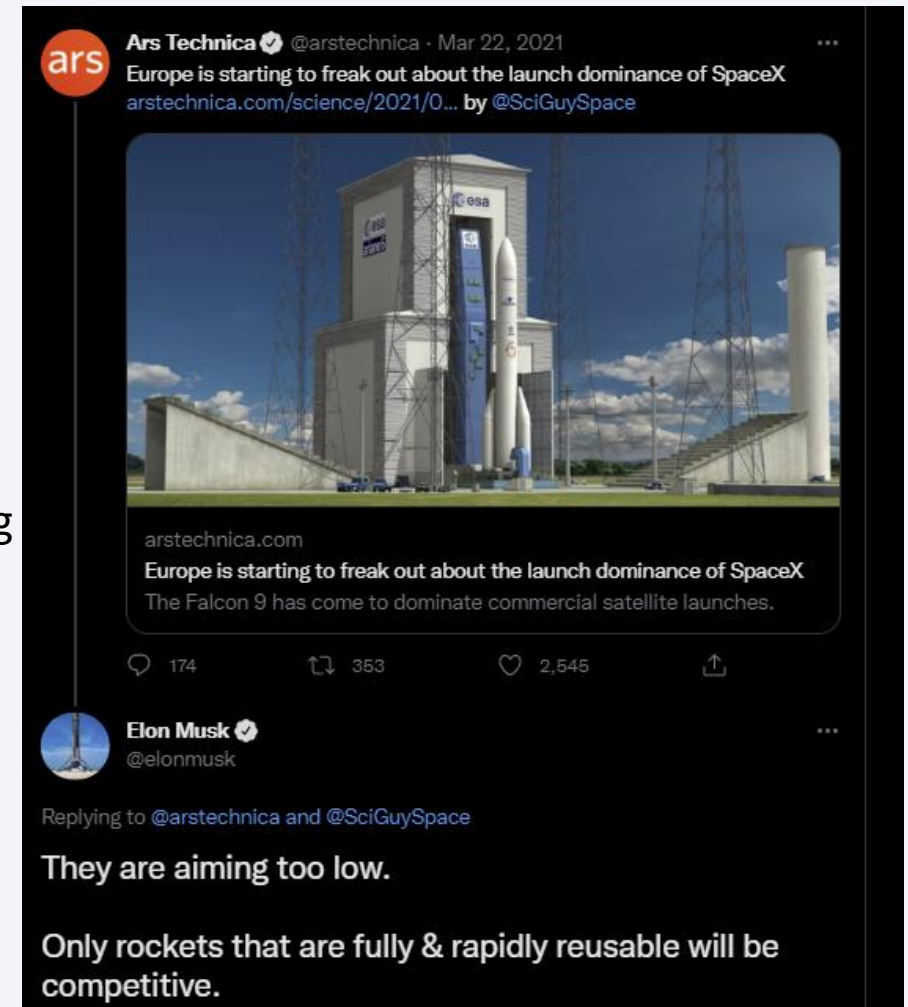 ars
Ars Technica @arstechnica · Mar 22, 2021
Europe is starting to freak out about the launch dominance of SpaceX
arstechnica.com/science/2021/0... by @SciGuySpace
esa
esa
g
arstechnica.com
Europe is starting to freak out about the launch dominance of SpaceX
The Falcon 9 has come to dominate commercial satellite launches.
174 353 2,545
Elon Musk
@elonmusk
Replying to @arstechnica and @SciGuySpace
They are aiming too low.
Only rockets that are fully & rapidly reusable will be
competitive.